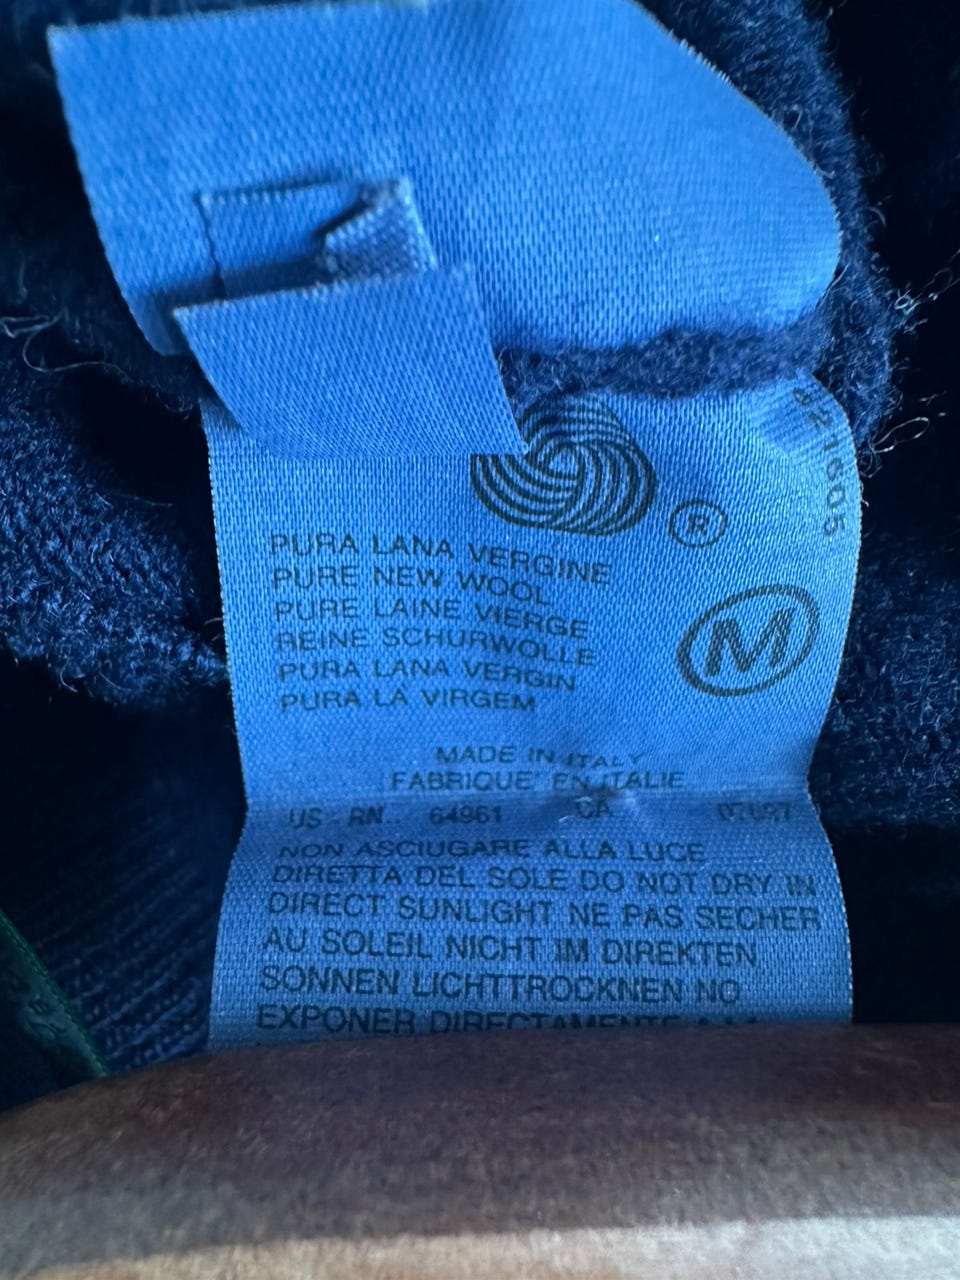 ®
PURA LANA VERGINE
PURE NEW WOOL
PURE LAINE VIERGE
REINE SCHURWOLLE
PURA LANA VERGIN
PURA LA VIRGEM
M
MADE IN ITALY
FABRIQUE' EN ITALIE
US - RN.. 64961 CA
NON ASCIUGARE ALLA LUCE
DIRETTA DEL SOLE DO NOT DRY IN
DIRECT SUNLIGHT NE PAS SECHER
AU SOLEIL NICHT IM DIREKTEN
SONNEN LICHTTROCKNEN NO
EXPONER DIRECTAMENTE